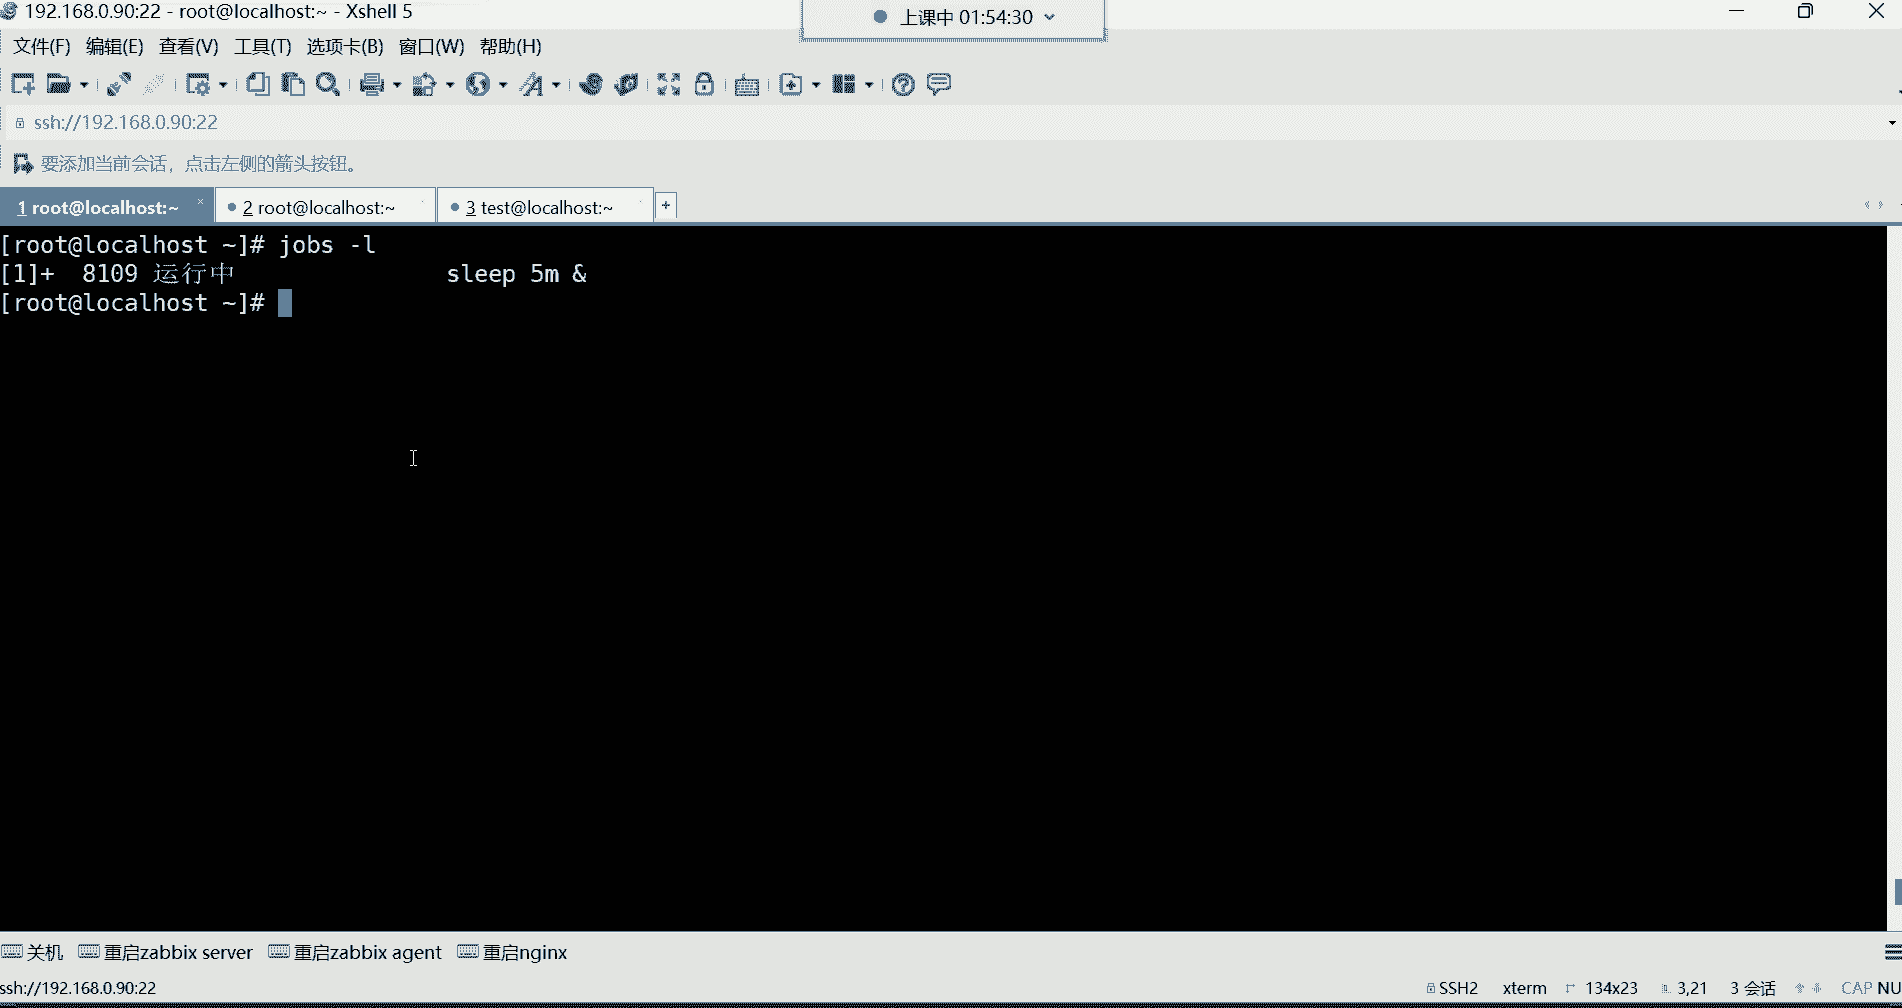 192.168.0.90:22 - root@localhost:~ - Xshell 5
上课中 01:54:30
文件(F) 编辑(E) 查看(V) 工具(T) 选项卡(B) 窗口(W) 帮助(H)
ssh://192.168.0.90:22
要添加当前会话，点击左侧的箭头按钮。
1 root@localhost:~ 2 root@localhost:~ 3 test@localhost:~
[root@localhost ~]# jobs -l
[1]+  8109 运行中               sleep 5m &
[root@localhost ~]#
关机 重启zabbix server 重启zabbix agent 重启nginx
ssh://192.168.0.90:22 SSH2 xterm 134x23 3,21 3 会话 CAP NU